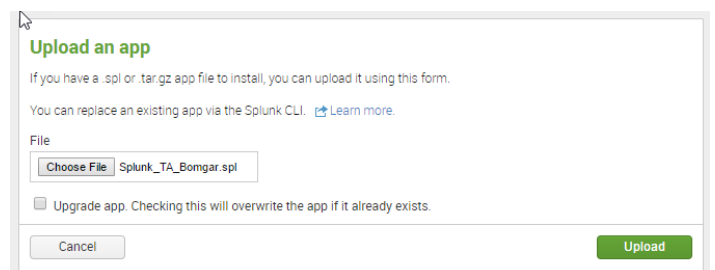 Upload an app
If you have a .spl or .tar.gz app file to install, you can upload it using this form.
You can replace an existing app via the Splunk CLI. Learn more.
File
Choose File Splunk_TA_Bomgar.spl
Upgrade app. Checking this will overwrite the app if it already exists.
Cancel Upload